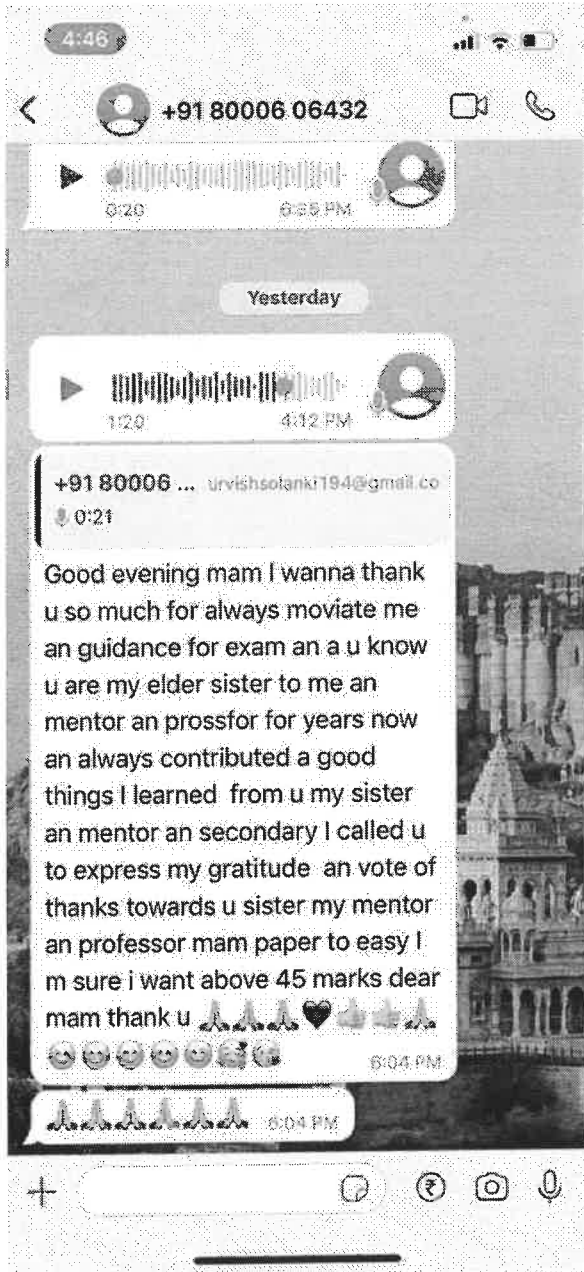 4:46
+91 80006 06432
0:20 6:35 PM
Yesterday
1:20 4:12 PM
+91 80006 ... urvishsolanki194@gmail.co
0:21
Good evening mam I wanna thank
u so much for always moviate me
an guidance for exam an a u know
u are my elder sister to me an
mentor an prossfor for years now
an always contributed a good
things I learned from u my sister
an mentor an secondary I called u
to express my gratitude an vote of
thanks towards u sister my mentor
an professor mam paper to easy I
m sure i want above 45 marks dear
mam thank u 🙏🙏🙏🖤👍👍🙏
😊😊😊😊😊🥰😘
6:04 PM
🙏🙏🙏🙏🙏🙏 6:04 PM